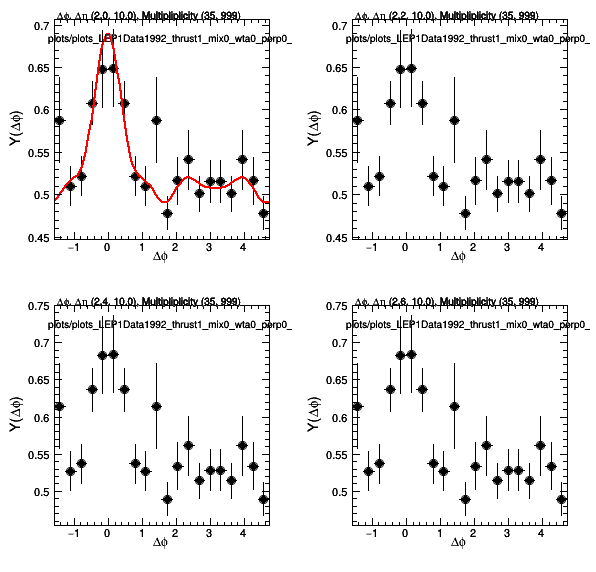 Δφ, Δη (2.0, 10.0), Multipliplicity (35, 999)
plots/plots_LEP1Data1992_thrust1_mix0_wta0_perp0_
0.7
0.65
0.6
0.55
0.5
0.45
Y(Δφ)
−1 0 1 2 3 4
Δφ
Δφ, Δη (2.2, 10.0), Multipliplicity (35, 999)
plots/plots_LEP1Data1992_thrust1_mix0_wta0_perp0_
0.7
0.65
0.6
0.55
0.5
0.45
Y(Δφ)
−1 0 1 2 3 4
Δφ
Δφ, Δη (2.4, 10.0), Multipliplicity (35, 999)
plots/plots_LEP1Data1992_thrust1_mix0_wta0_perp0_
0.75
0.7
0.65
0.6
0.55
0.5
Y(Δφ)
−1 0 1 2 3 4
Δφ
Δφ, Δη (2.6, 10.0), Multipliplicity (35, 999)
plots/plots_LEP1Data1992_thrust1_mix0_wta0_perp0_
0.75
0.7
0.65
0.6
0.55
0.5
Y(Δφ)
−1 0 1 2 3 4
Δφ